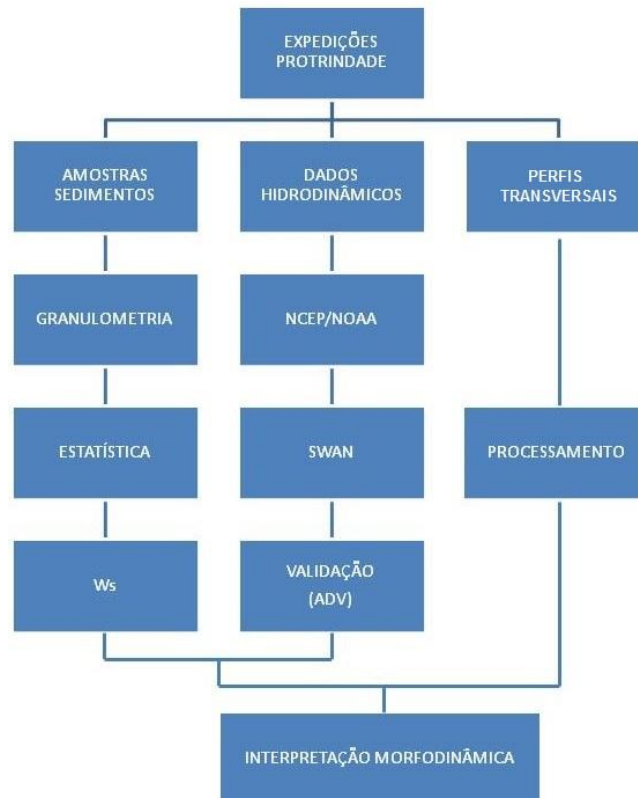 EXPEDIÇÕES
PROTRINDADE
AMOSTRAS
SEDIMENTOS
DADOS
HIDRODINÂMICOS
PERFIS
TRANSVERSAIS
GRANULOMETRIA
NCEP/NOAA
ESTATÍSTICA
SWAN
PROCESSAMENTO
Ws
VALIDAÇÃO
(ADV)
INTERPRETAÇÃO MORFODINÂMICA